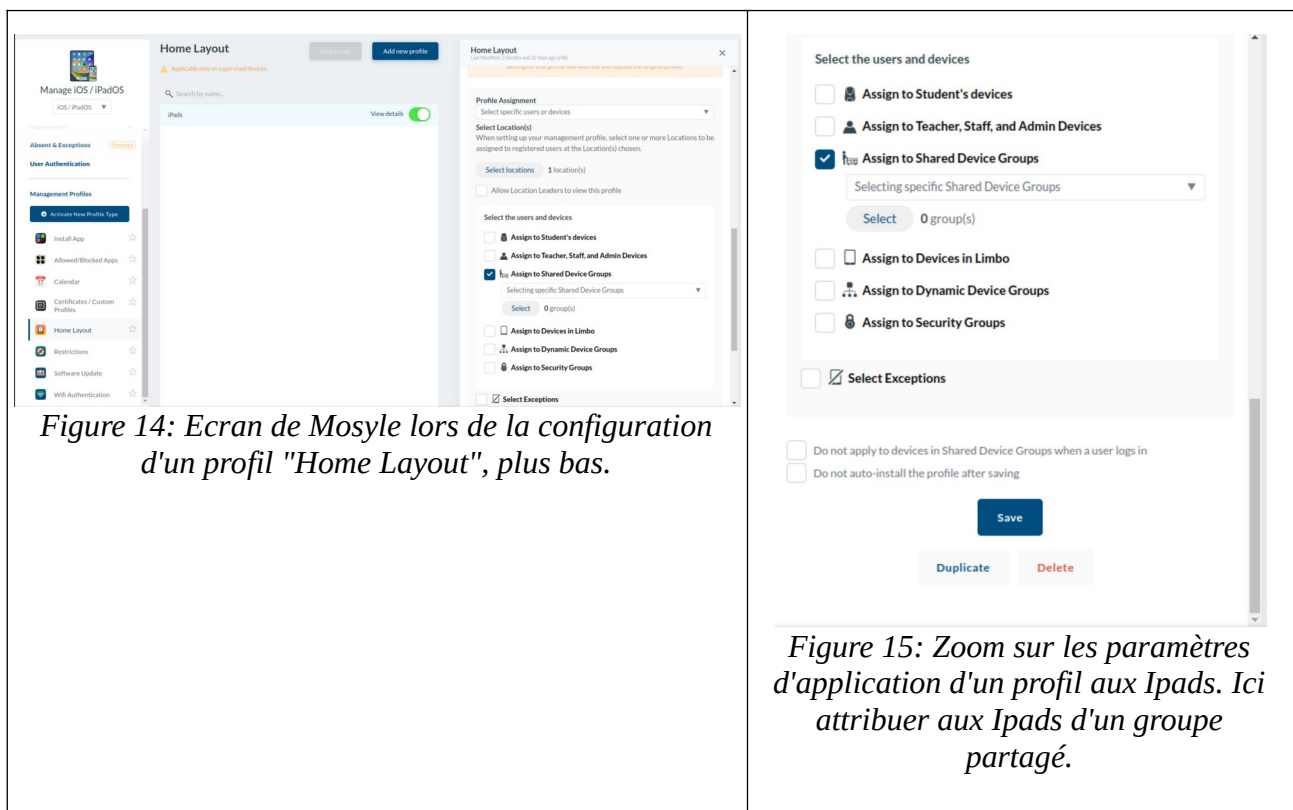 Home Layout
Deactivate
Add new profile
Applicable only on supervised devices.
Search by name...
iPads
View details
Manage iOS / iPadOS
iOS / iPadOS
Absent & Exceptions
Premium
User Authentication
Management Profiles
Activate New Profile Type
Install App
Allowed/Blocked Apps
Calendar
Certificates / Custom
Profiles
Home Layout
Restrictions
Software Update
Wifi Authentication
Home Layout
Profile Assignment
Select specific users or devices
Select Location(s)
When setting up your management profile, select one or more Locations to be
assigned to registered users at the Location(s) chosen.
Select locations
1 location(s)
Allow Location Leaders to view this profile
Select the users and devices
Assign to Student's devices
Assign to Teacher, Staff, and Admin Devices
Assign to Shared Device Groups
Selecting specific Shared Device Groups
Select
0 group(s)
Assign to Devices in Limbo
Assign to Dynamic Device Groups
Assign to Security Groups
Select Exceptions
Figure 14: Ecran de Mosyle lors de la configuration
d'un profil "Home Layout", plus bas.
Select the users and devices
Assign to Student's devices
Assign to Teacher, Staff, and Admin Devices
Assign to Shared Device Groups
Selecting specific Shared Device Groups
Select
0 group(s)
Assign to Devices in Limbo
Assign to Dynamic Device Groups
Assign to Security Groups
Select Exceptions
Do not apply to devices in Shared Device Groups when a user logs in
Do not auto-install the profile after saving
Save
Duplicate
Delete
Figure 15: Zoom sur les paramètres
d'application d'un profil aux Ipads. Ici
attribuer aux Ipads d'un groupe
partagé.